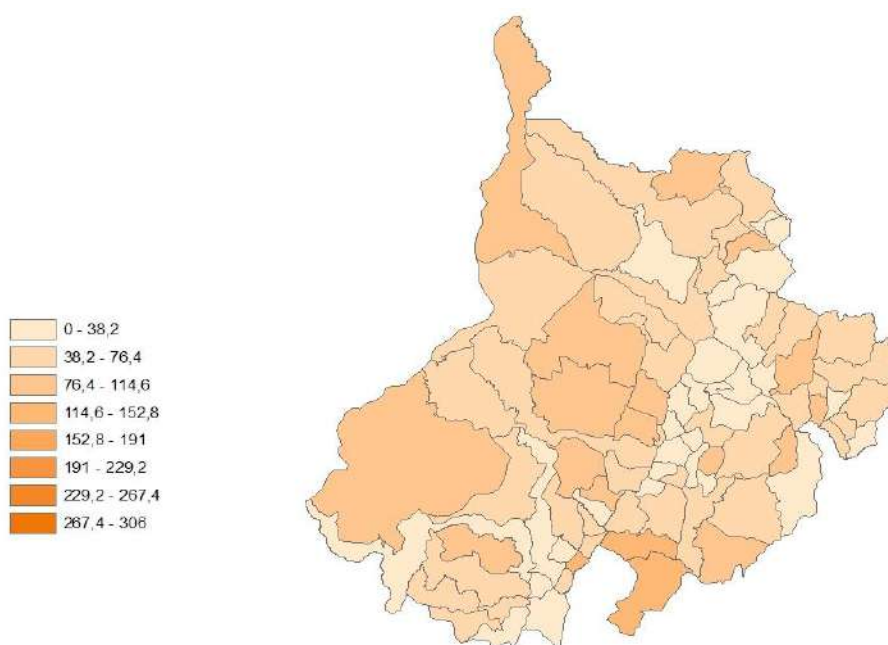 0 - 38,2
38,2 - 76,4
76,4 - 114,6
114,6 - 152,8
152,8 - 191
191 - 229,2
229,2 - 267,4
267,4 - 306